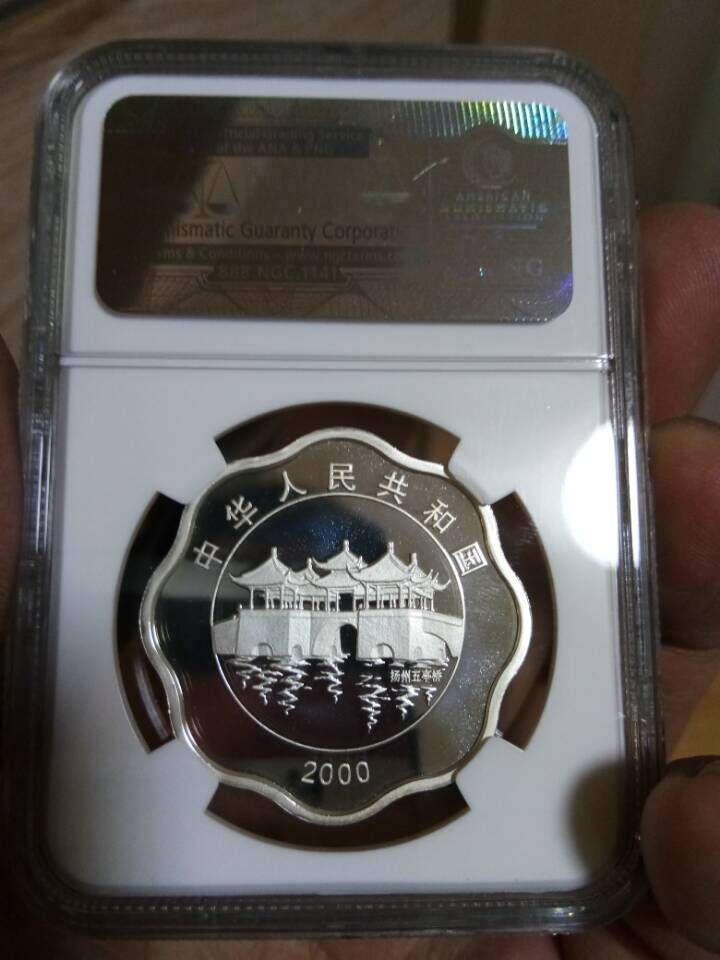 Official Grading Service
of the ANA & PNG
AMERICAN
NUMISMATIC
Numismatic Guaranty Corporation
Terms & Conditions – www.ngcterms.com
888-NGC-1141
中华人民共和国
扬州五亭桥
2000